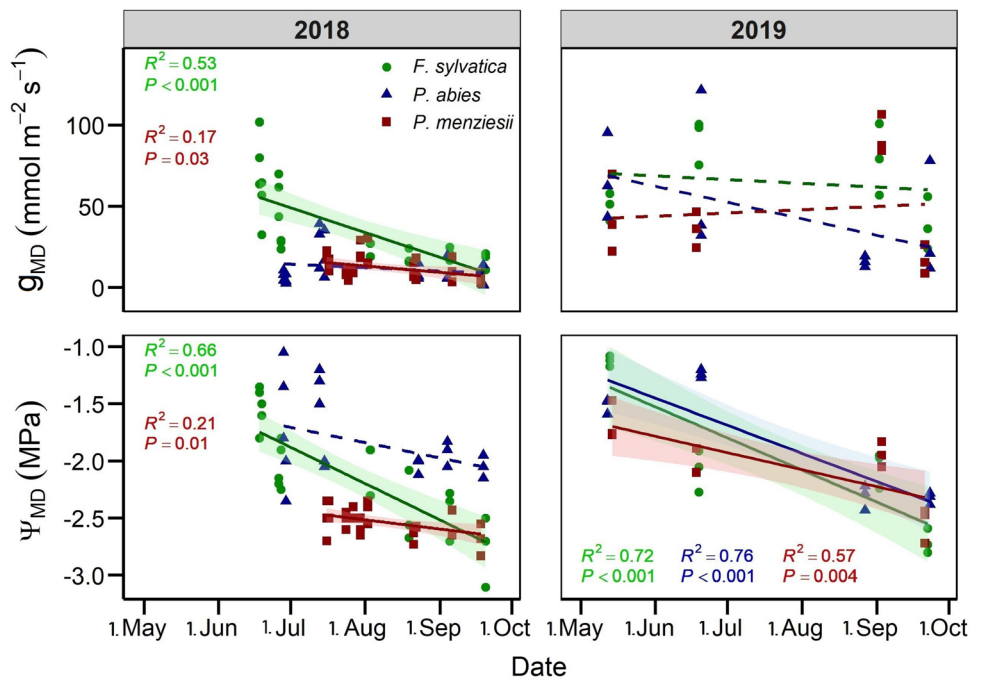 2018
2019
R² = 0.53
P < 0.001
R² = 0.17
P = 0.03
F. sylvatica
P. abies
P. menziesii
gMD (mmol m⁻² s⁻¹)
100
50
0
R² = 0.66
P < 0.001
R² = 0.21
P = 0.01
ΨMD (MPa)
-1.0
-1.5
-2.0
-2.5
-3.0
R² = 0.72 R² = 0.76 R² = 0.57
P < 0.001 P < 0.001 P = 0.004
1.May 1.Jun 1.Jul 1.Aug 1.Sep 1.Oct 1.May 1.Jun 1.Jul 1.Aug 1.Sep 1.Oct
Date